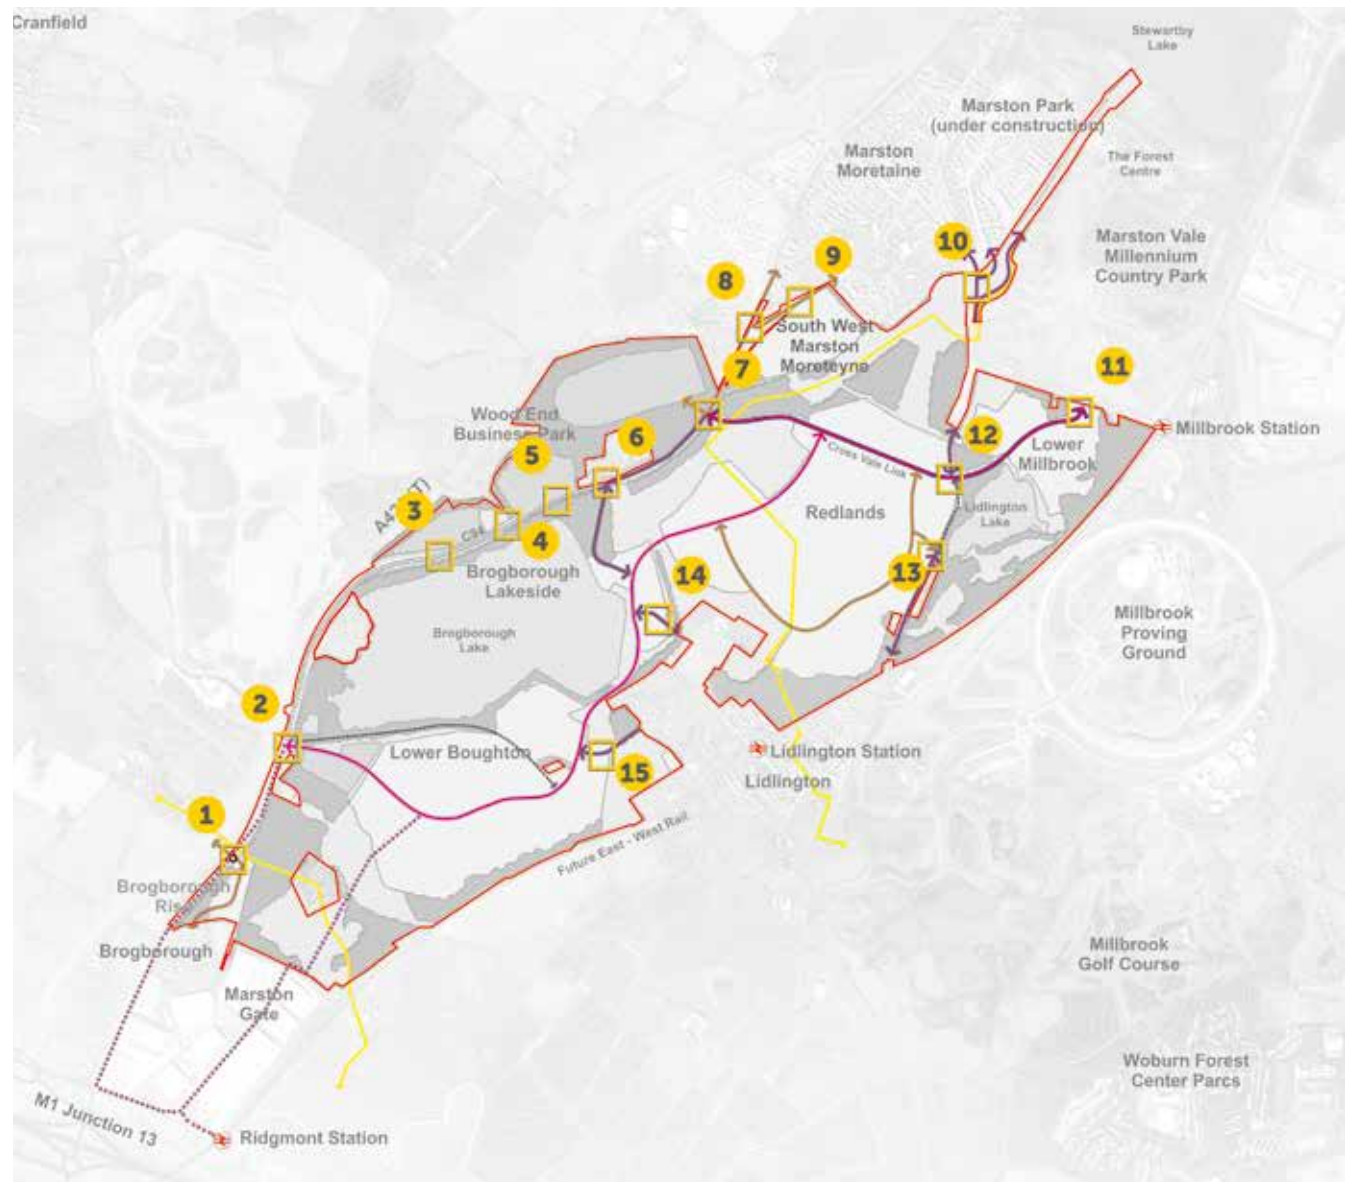 Cranfield
Stewartby
Lake
Marston Park
(under construction)
Marston
Moretaine
The Forest
Centre
Marston Vale
Millennium
Country Park
10
9
8
South West
Marston
Moreteyne
7
11
Wood End
Business Park
6
12
Millbrook Station
5
Lower
Millbrook
Cross Vale Link
3
C94
4
Redlands
Lidlington
Lake
Brogborough
Lakeside
14
13
Brogborough
Lake
Millbrook
Proving
Ground
2
Lower Boughton
Lidlington Station
15
Lidlington
1
Future East - West Rail
Brogborough
Rise
Brogborough
Millbrook
Golf Course
Marston
Gate
Woburn Forest
Center Parcs
M1 Junction 13
Ridgmont Station